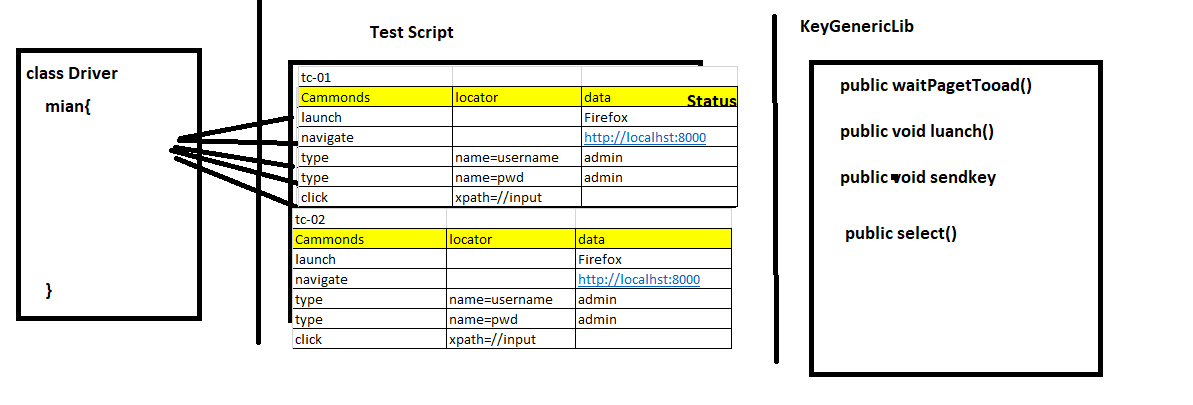 class Driver
mian{
}
Test Script
tc-01
Cammonds locator data Status
launch Firefox
navigate http://localhst:8000
type name=username admin
type name=pwd admin
click xpath=//input
tc-02
Cammonds locator data
launch Firefox
navigate http://localhst:8000
type name=username admin
type name=pwd admin
click xpath=//input
KeyGenericLib
public waitPagetTooad()
public void luanch()
public void sendkey
public select()